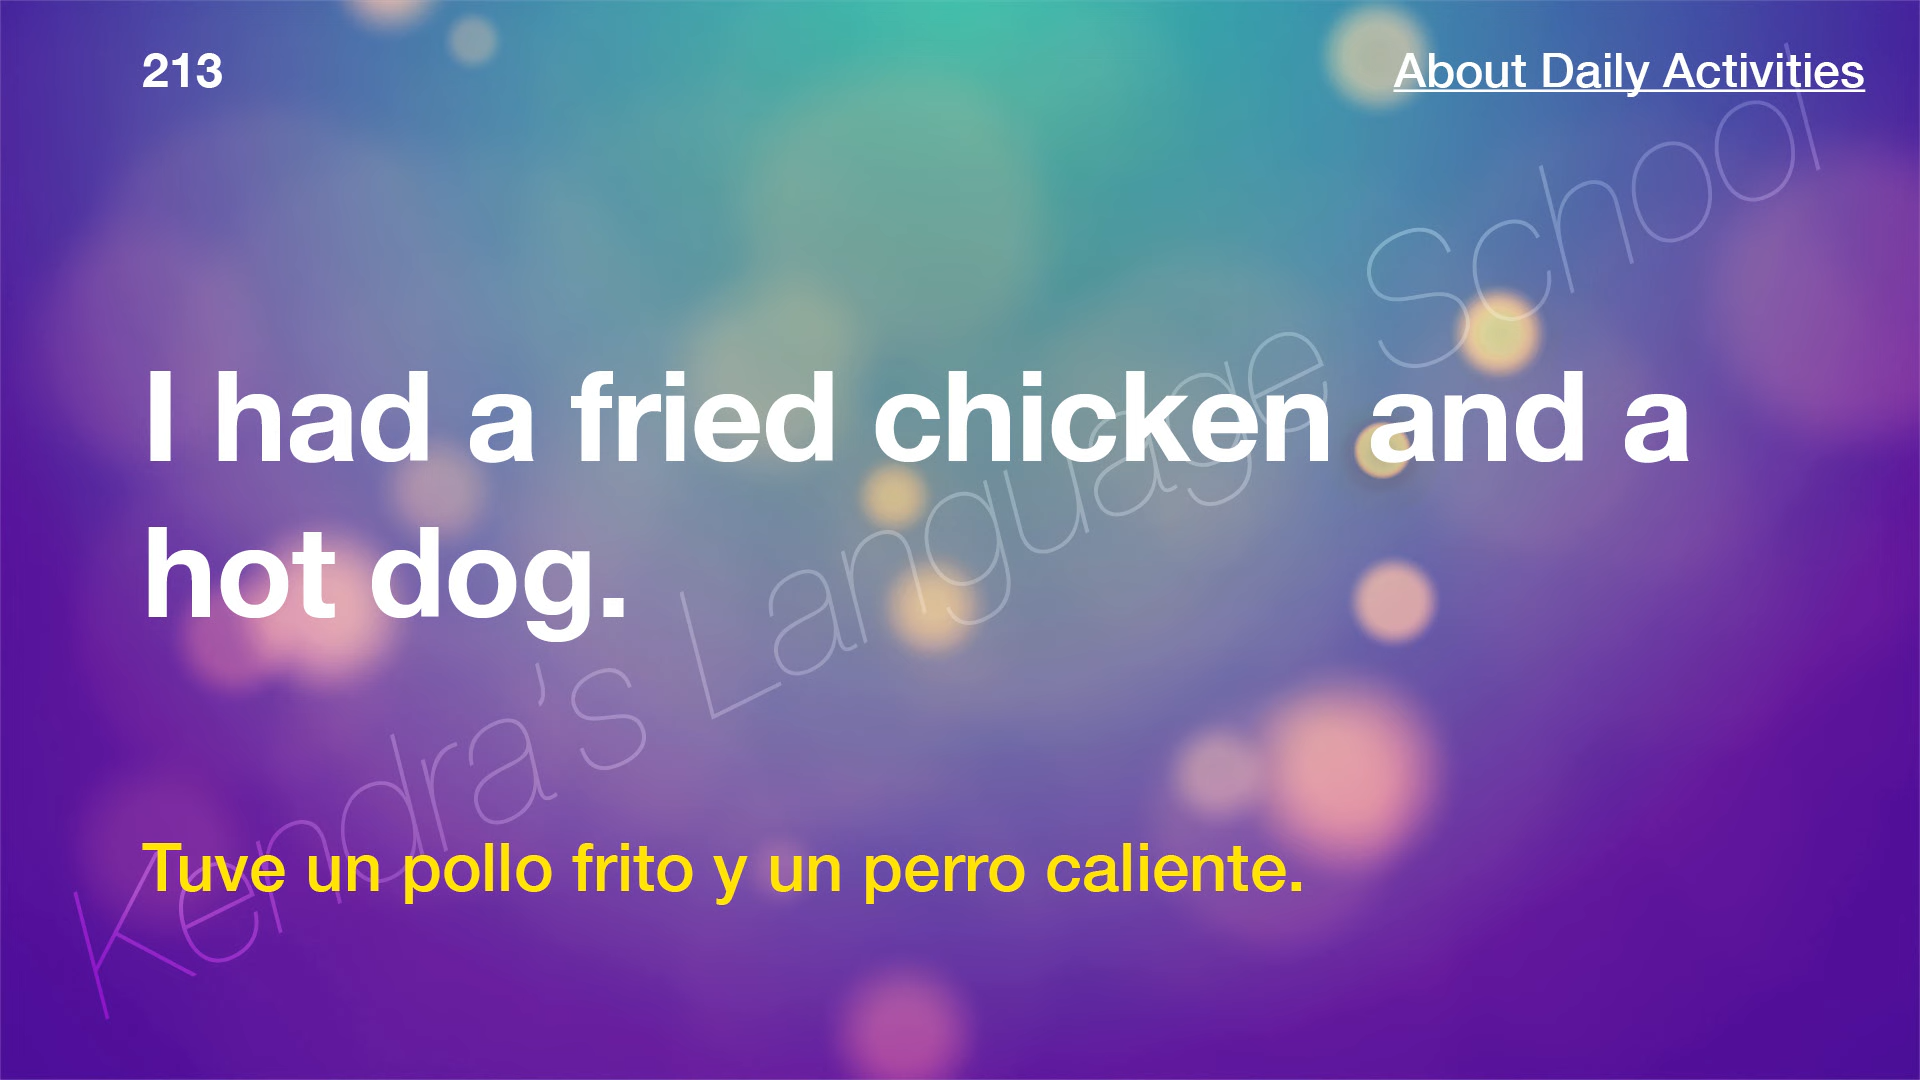 213
About Daily Activities
I had a fried chicken and a
hot dog.
Tuve un pollo frito y un perro caliente.
Kendra's Language School